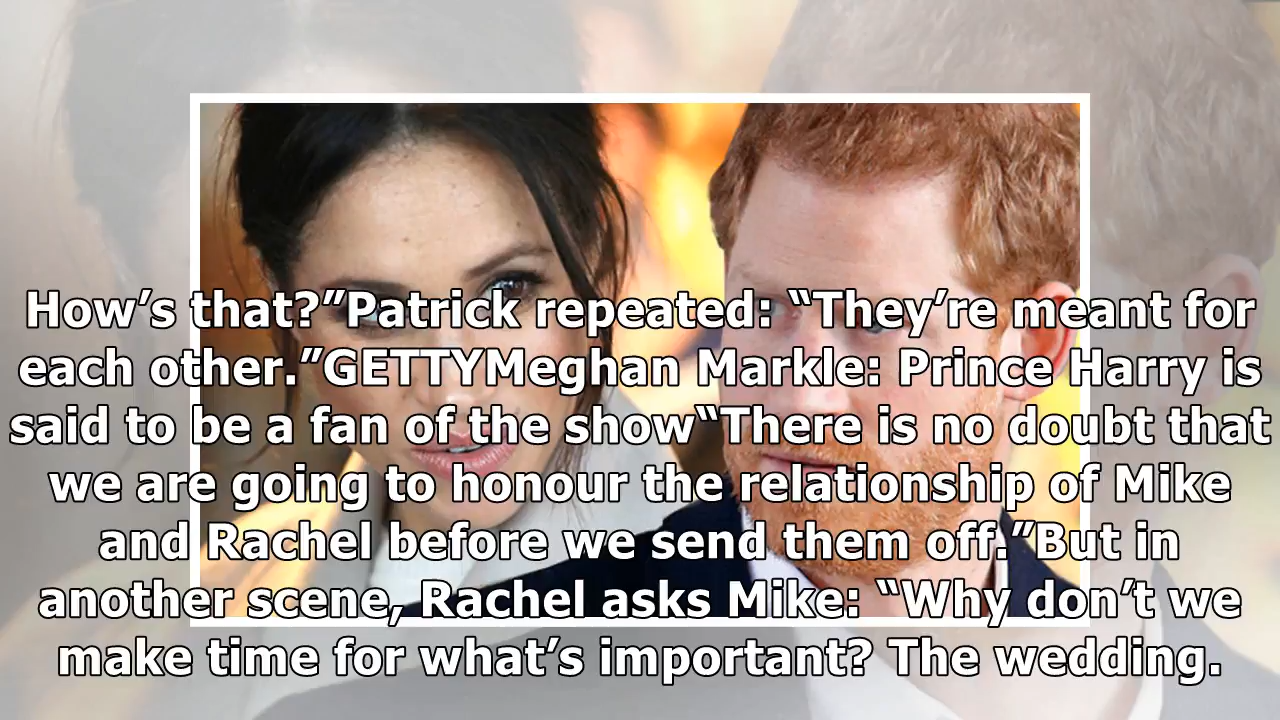 How’s that?”Patrick repeated: “They’re meant for
each other.”GETTYMeghan Markle: Prince Harry is
said to be a fan of the show“There is no doubt that
we are going to honour the relationship of Mike
and Rachel before we send them off.”But in
another scene, Rachel asks Mike: “Why don’t we
make time for what’s important? The wedding.